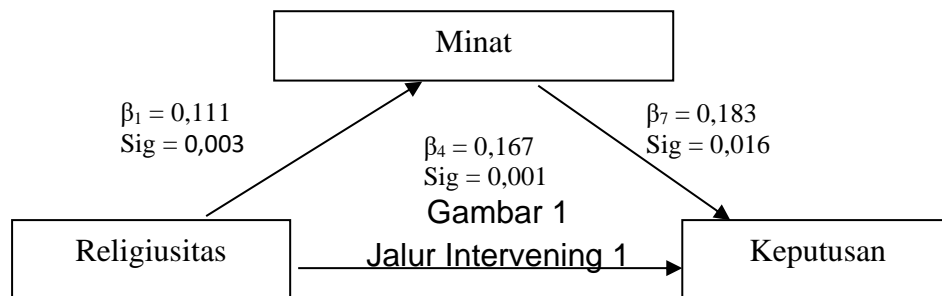 Minat
β₁ = 0,111
Sig = 0,003
β₇ = 0,183
Sig = 0,016
β₄ = 0,167
Sig = 0,001
Gambar 1
Jalur Intervening 1
Religiusitas
Keputusan